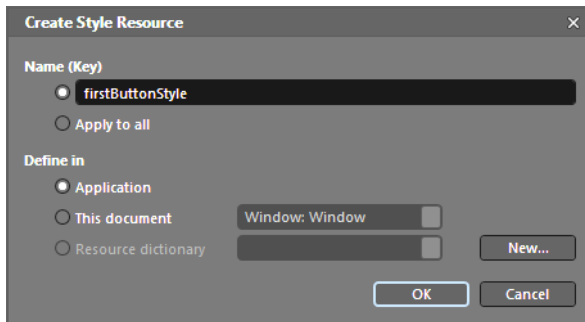 Create Style Resource
Name (Key)
firstButtonStyle
Apply to all
Define in
Application
This document Window: Window
Resource dictionary New...
OK Cancel